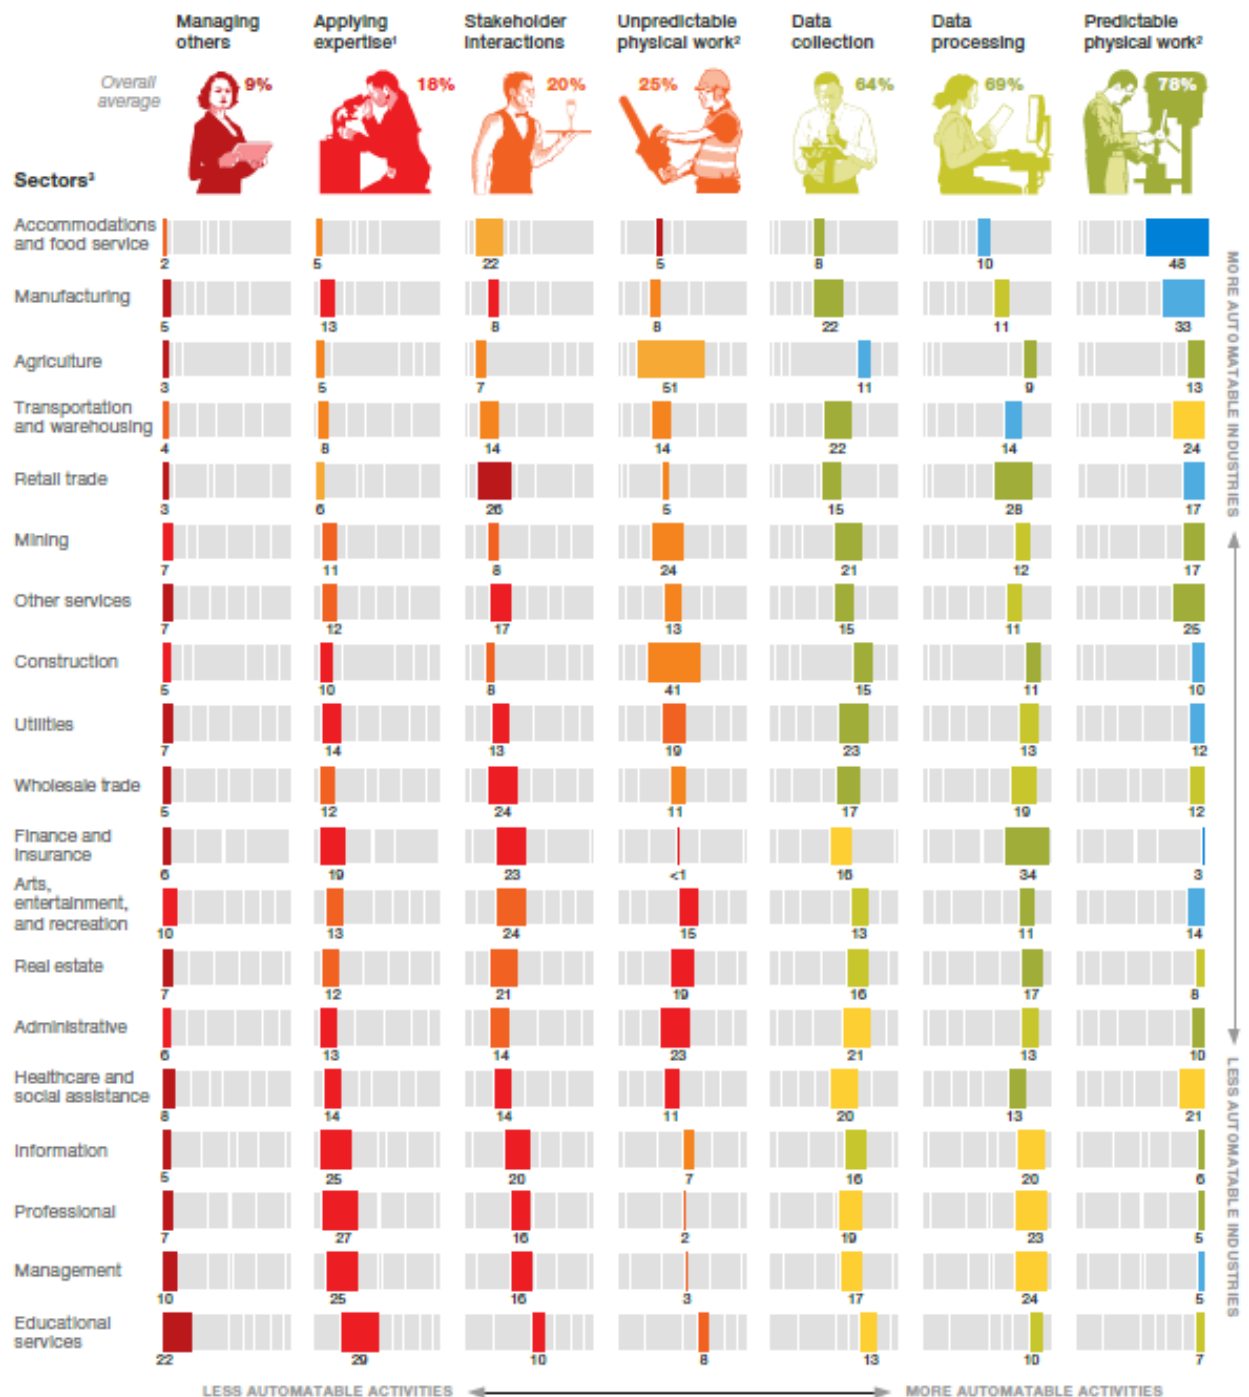 Managing
others
Applying
expertise¹
Stakeholder
interactions
Unpredictable
physical work²
Data
collection
Data
processing
Predictable
physical work²
Overall
average
9%
18%
20%
25%
64%
69%
78%
Sectors³
Accommodations
and food service
2 5 22 5 8 10 48
Manufacturing
5 13 8 8 22 11 33
Agriculture
3 5 7 51 11 9 13
Transportation
and warehousing
4 8 14 14 22 14 24
Retail trade
3 6 26 5 15 28 17
Mining
7 11 8 24 21 12 17
Other services
7 12 17 13 15 11 25
Construction
5 10 8 41 15 11 10
Utilities
7 14 13 19 23 13 12
Wholesale trade
5 12 24 11 17 19 12
Finance and
insurance
6 19 23 <1 16 34 3
Arts,
entertainment,
and recreation
10 13 24 15 13 11 14
Real estate
7 12 21 19 16 17 8
Administrative
6 13 14 23 21 13 10
Healthcare and
social assistance
8 14 14 11 20 13 21
Information
5 25 20 7 16 20 6
Professional
7 27 16 2 19 23 5
Management
10 25 16 3 17 24 5
Educational
services
22 29 10 8 13 10 7
MORE AUTOMATABLE INDUSTRIES
LESS AUTOMATABLE INDUSTRIES
LESS AUTOMATABLE ACTIVITIES
MORE AUTOMATABLE ACTIVITIES